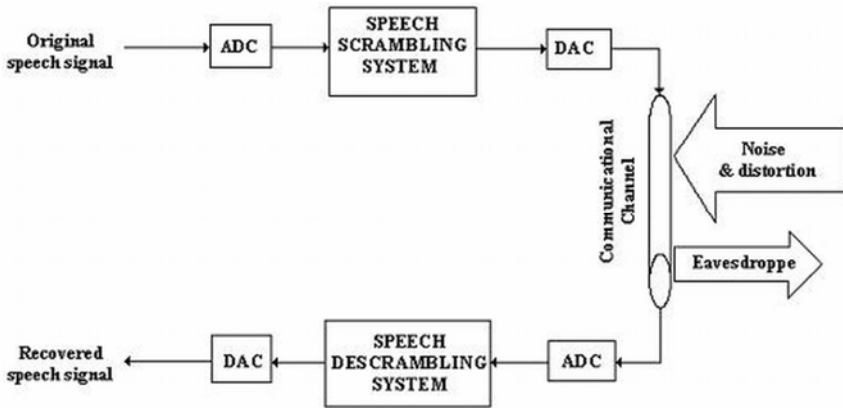 Original
speech signal
ADC
SPEECH
SCRAMBLING
SYSTEM
DAC
Communicational
Channel
Noise
& distortion
Eavesdroppe
Recovered
speech signal
DAC
SPEECH
DESCRAMBLING
SYSTEM
ADC